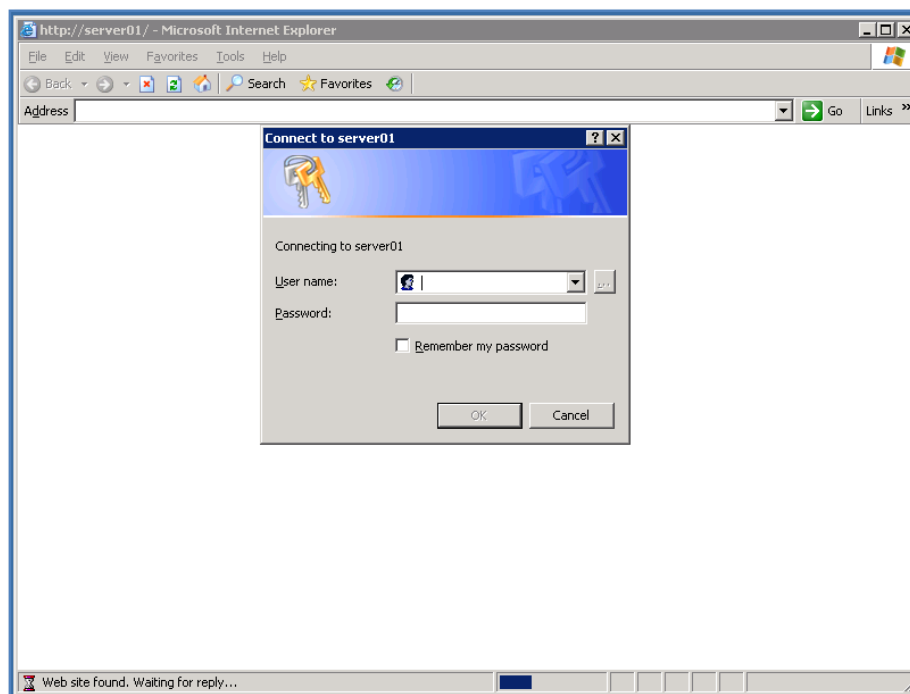 http://server01/ - Microsoft Internet Explorer
File Edit View Favorites Tools Help
Back Search Favorites
Address Go Links »
Connect to server01
Connecting to server01
User name: ...
Password:
Remember my password
OK Cancel
Web site found. Waiting for reply...